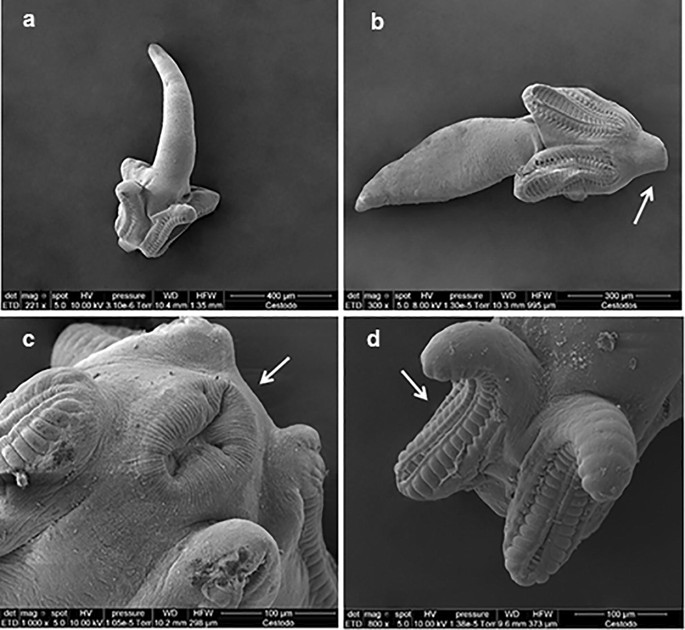 a
det mag spot HV pressure WD HFW 400 µm
ETD 221 x 5.0 10.00 kV 3.10e-6 Torr 10.4 mm 1.35 mm Cestodo
b
det mag spot HV pressure WD HFW 300 µm
ETD 300 x 5.0 8.00 kV 1.30e-5 Torr 10.3 mm 995 µm Cestodos
c
det mag spot HV pressure WD HFW 100 µm
ETD 1 000 x 5.0 10.00 kV 1.05e-5 Torr 10.2 mm 298 µm Cestodo
d
det mag spot HV pressure WD HFW 100 µm
ETD 800 x 5.0 10.00 kV 1.38e-5 Torr 9.6 mm 373 µm Cestodo